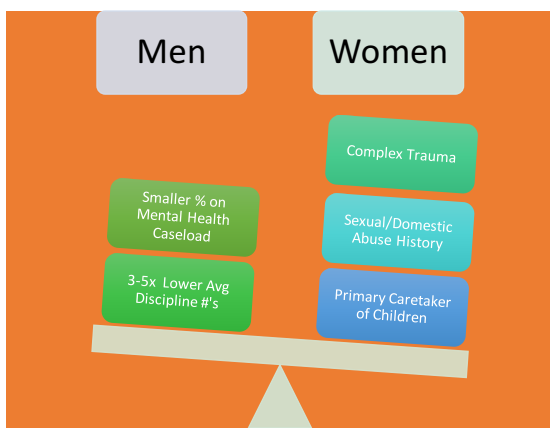 Men
Women
Complex Trauma
Smaller % on
Mental Health
Caseload
Sexual/Domestic
Abuse History
3-5x Lower Avg
Discipline #'s
Primary Caretaker
of Children